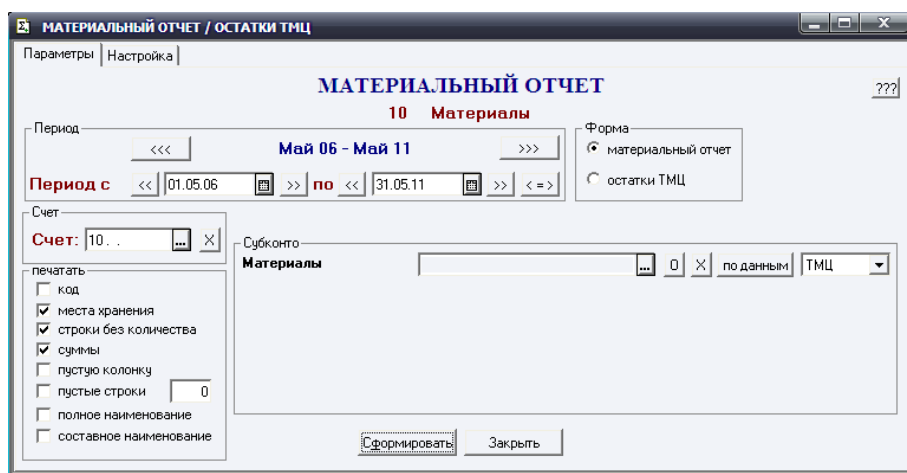 МАТЕРИАЛЬНЫЙ ОТЧЕТ / ОСТАТКИ ТМЦ
Параметры Настройка
МАТЕРИАЛЬНЫЙ ОТЧЕТ
???
10 Материалы
Период
<<< Май 06 - Май 11 >>>
Период с << 01.05.06 >> по << 31.05.11 >> < = >
Форма
материальный отчет
остатки ТМЦ
Счет
Счет: 10 . . ... X
печатать
код
места хранения
строки без количества
суммы
пустую колонку
пустые строки 0
полное наименование
составное наименование
Субконто
Материалы ... 0 X по данным ТМЦ
Сформировать Закрыть